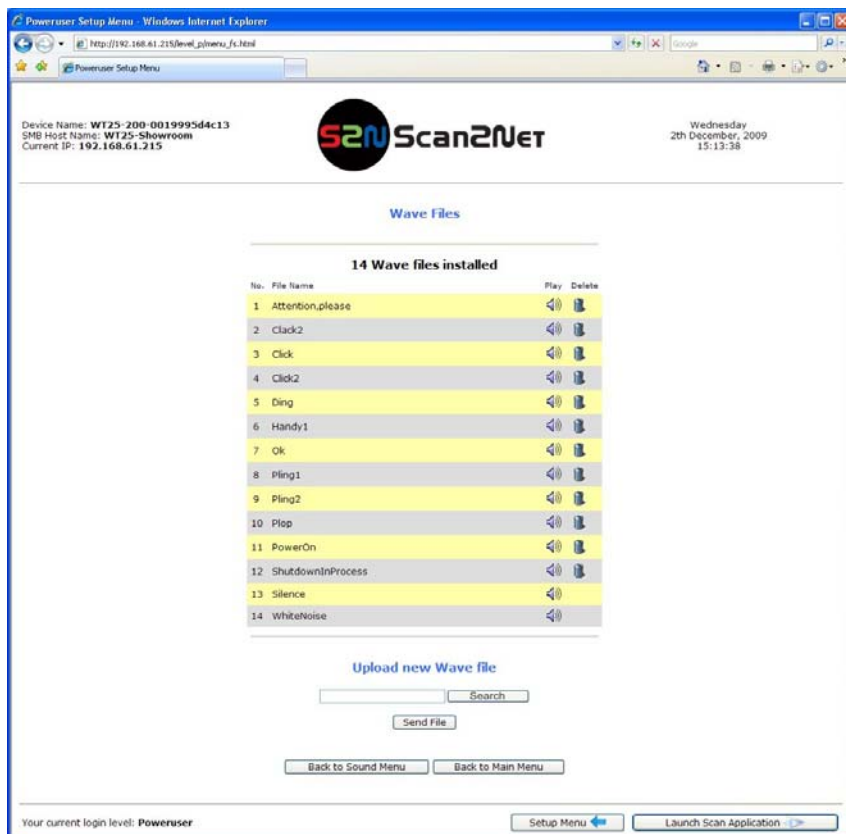 Poweruser Setup Menu - Windows Internet Explorer
http://192.168.61.215/level_p/menu_fs.html
Google
Poweruser Setup Menu
Device Name: WT25-200-0019995d4c13
SMB Host Name: WT25-Showroom
Current IP: 192.168.61.215
S2N Scan2Net
Wednesday
2th December, 2009
15:13:38
Wave Files
14 Wave files installed
No. File Name Play Delete
1 Attention,please
2 Clack2
3 Click
4 Click2
5 Ding
6 Handy1
7 Ok
8 Pling1
9 Pling2
10 Plop
11 PowerOn
12 ShutdownInProcess
13 Silence
14 WhiteNoise
Upload new Wave file
Search
Send File
Back to Sound Menu Back to Main Menu
Your current login level: Poweruser Setup Menu Launch Scan Application